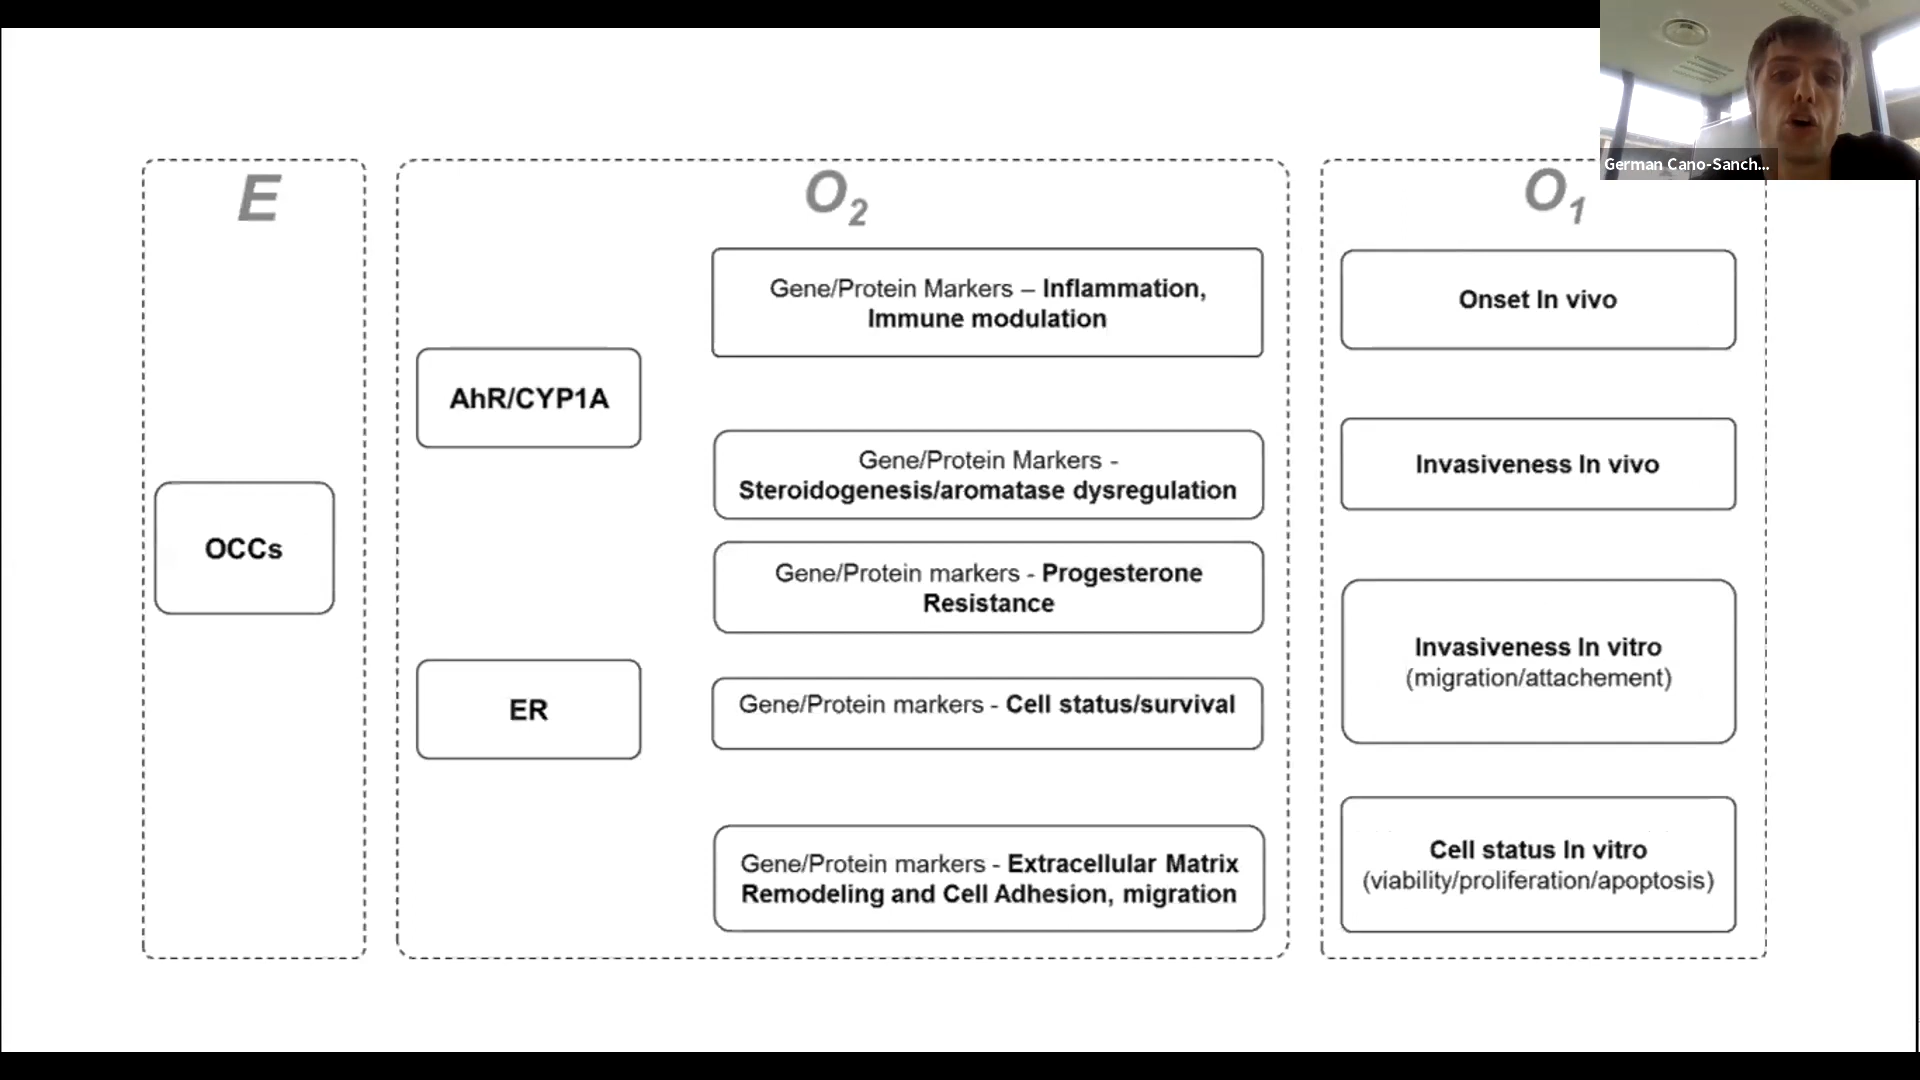 E
OCCs
O2
AhR/CYP1A
ER
Gene/Protein Markers – Inflammation,
Immune modulation
Gene/Protein Markers -
Steroidogenesis/aromatase dysregulation
Gene/Protein markers - Progesterone
Resistance
Gene/Protein markers - Cell status/survival
Gene/Protein markers - Extracellular Matrix
Remodeling and Cell Adhesion, migration
O1
Onset In vivo
Invasiveness In vivo
Invasiveness In vitro
(migration/attachement)
Cell status In vitro
(viability/proliferation/apoptosis)
German Cano-Sanch...